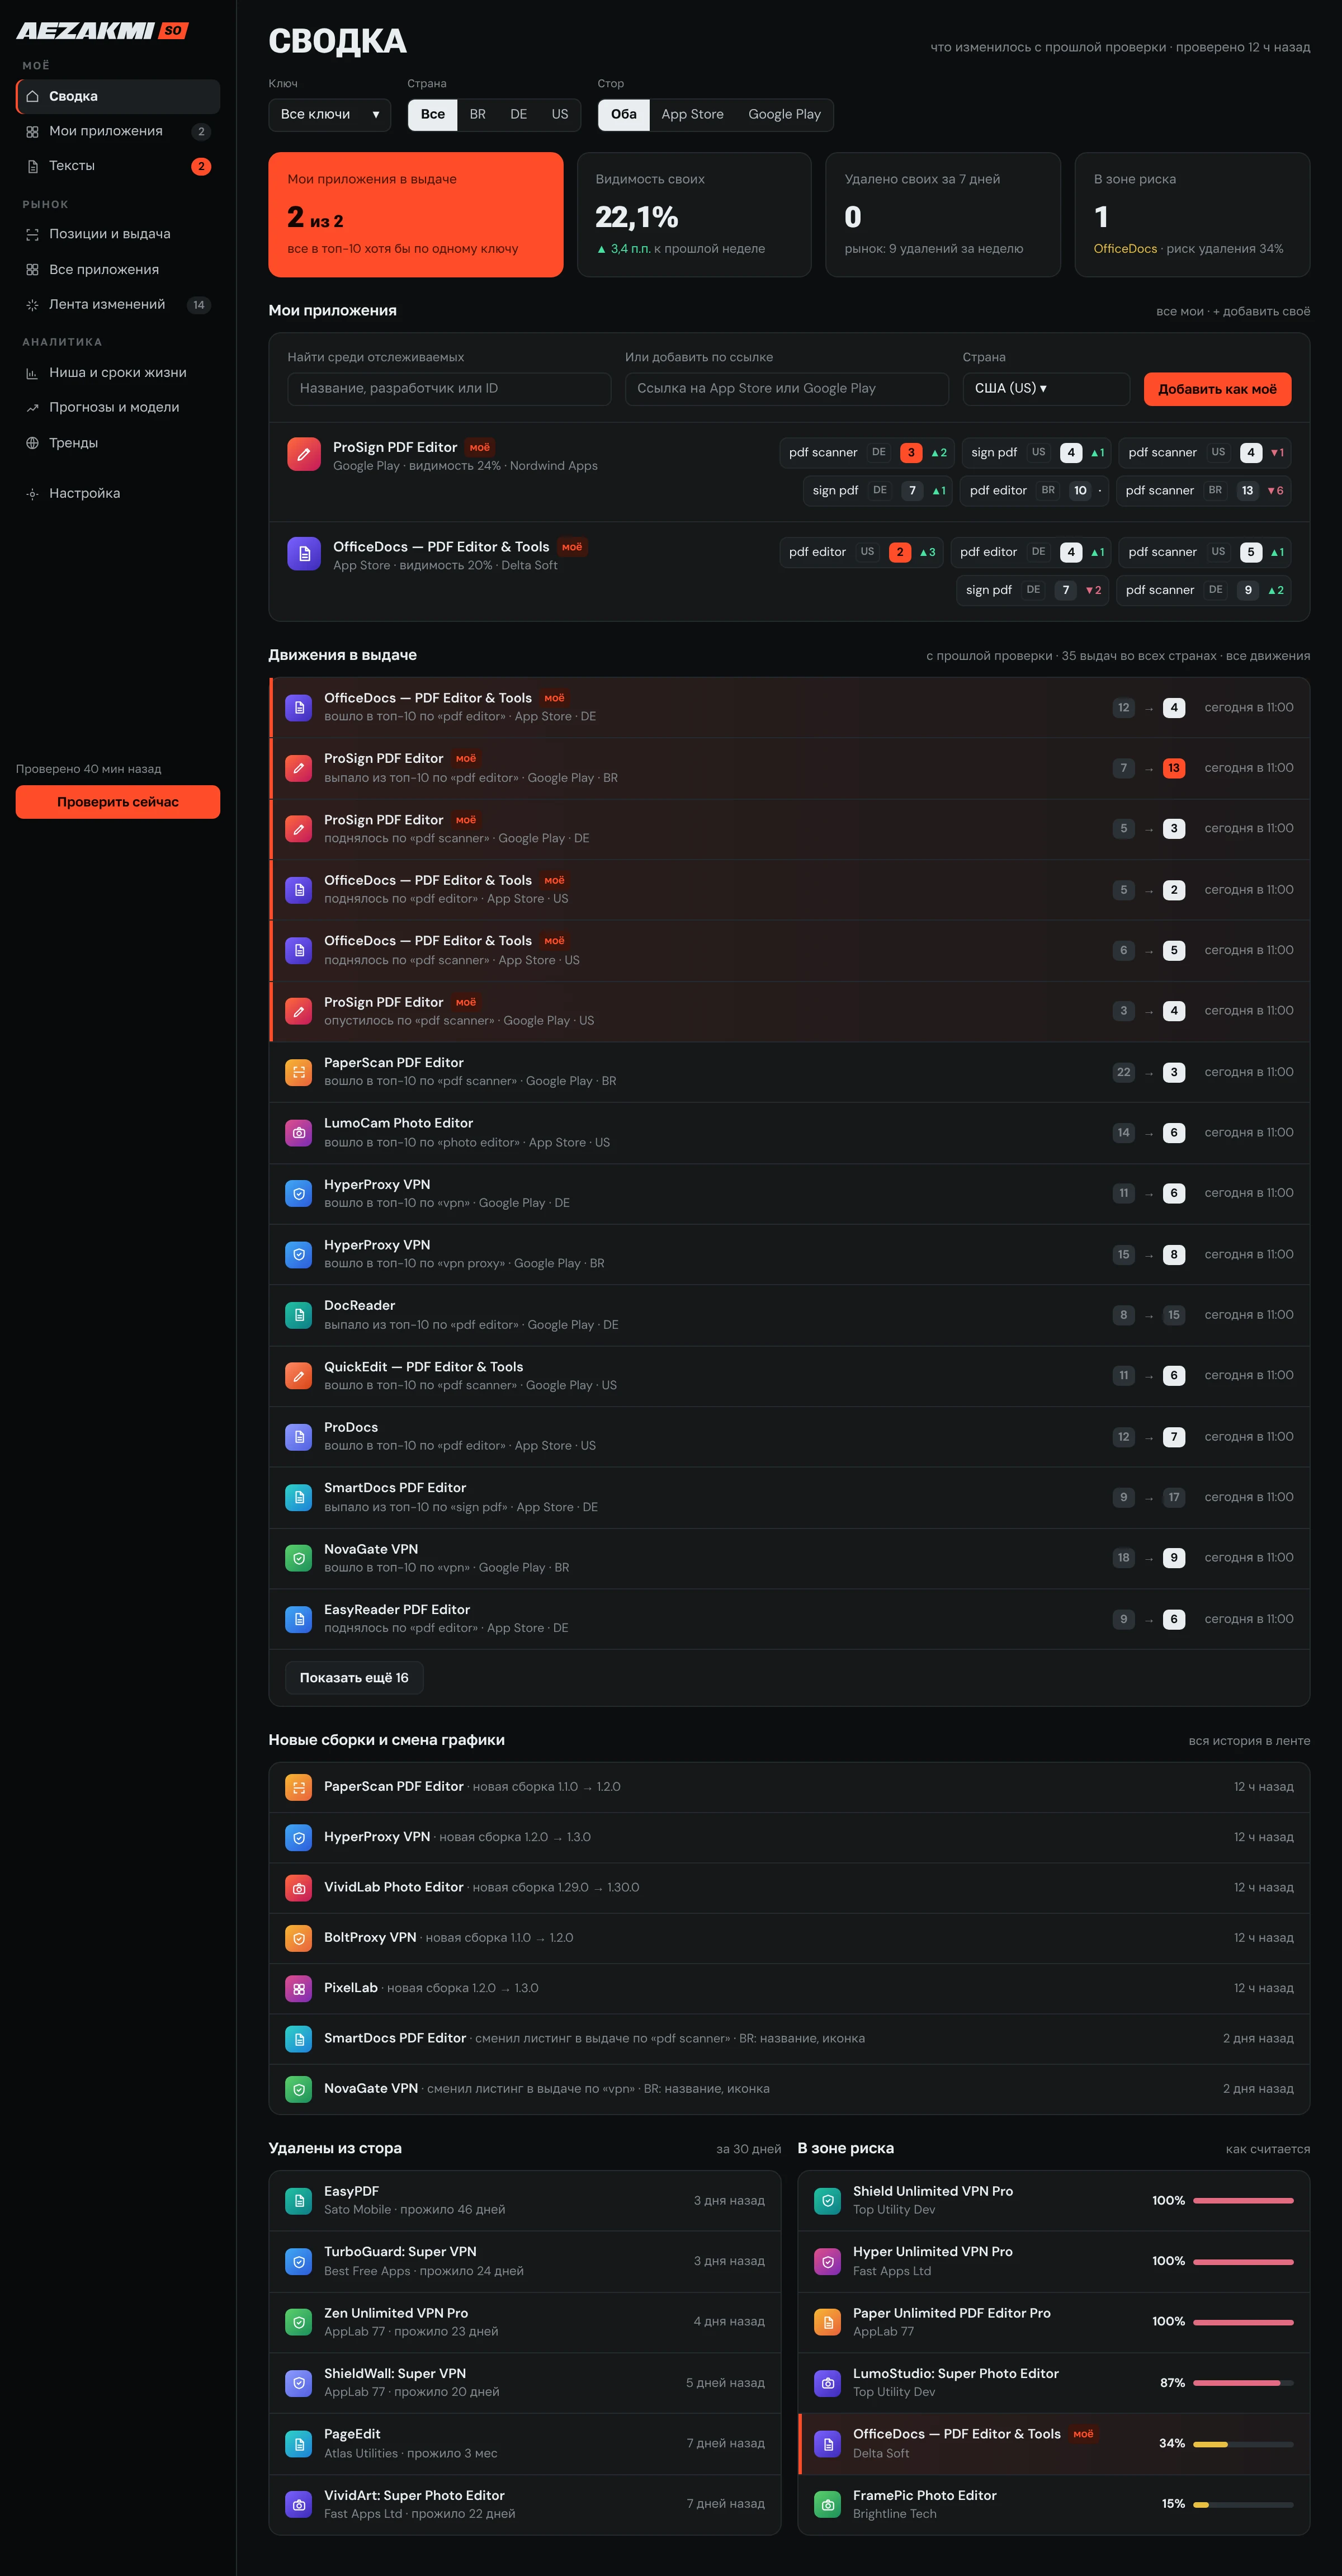 AEZAKMI SO
МОЁ
Сводка
Мои приложения 2
Тексты 2
РЫНОК
Позиции и выдача
Все приложения
Лента изменений 14
АНАЛИТИКА
Ниша и сроки жизни
Прогнозы и модели
Тренды
Настройка
Проверено 40 мин назад
Проверить сейчас
СВОДКА
что изменилось с прошлой проверки · проверено 12 ч назад
Ключ Страна Стор
Все ключи ▾ Все BR DE US Оба App Store Google Play
Мои приложения в выдаче
2 из 2
все в топ-10 хотя бы по одному ключу
Видимость своих
22,1%
▲ 3,4 п.п. к прошлой неделе
Удалено своих за 7 дней
0
рынок: 9 удалений за неделю
В зоне риска
1
OfficeDocs · риск удаления 34%
Мои приложения все мои · + добавить своё
Найти среди отслеживаемых Или добавить по ссылке Страна
Название, разработчик или ID Ссылка на App Store или Google Play США (US) ▾ Добавить как моё
ProSign PDF Editor моё
Google Play · видимость 24% · Nordwind Apps
pdf scanner DE 3 ▲2 sign pdf US 4 ▲1 pdf scanner US 4 ▼1
sign pdf DE 7 ▲1 pdf editor BR 10 · pdf scanner BR 13 ▼6
OfficeDocs — PDF Editor & Tools моё
App Store · видимость 20% · Delta Soft
pdf editor US 2 ▲3 pdf editor DE 4 ▲1 pdf scanner US 5 ▲1
sign pdf DE 7 ▼2 pdf scanner DE 9 ▲2
Движения в выдаче с прошлой проверки · 35 выдач во всех странах · все движения
OfficeDocs — PDF Editor & Tools моё
вошло в топ-10 по «pdf editor» · App Store · DE
12 → 4 сегодня в 11:00
ProSign PDF Editor моё
выпало из топ-10 по «pdf editor» · Google Play · BR
7 → 13 сегодня в 11:00
ProSign PDF Editor моё
поднялось по «pdf scanner» · Google Play · DE
5 → 3 сегодня в 11:00
OfficeDocs — PDF Editor & Tools моё
поднялось по «pdf editor» · App Store · US
5 → 2 сегодня в 11:00
OfficeDocs — PDF Editor & Tools моё
поднялось по «pdf scanner» · App Store · US
6 → 5 сегодня в 11:00
ProSign PDF Editor моё
опустилось по «pdf scanner» · Google Play · US
3 → 4 сегодня в 11:00
PaperScan PDF Editor
вошло в топ-10 по «pdf scanner» · Google Play · BR
22 → 3 сегодня в 11:00
LumoCam Photo Editor
вошло в топ-10 по «photo editor» · App Store · US
14 → 6 сегодня в 11:00
HyperProxy VPN
вошло в топ-10 по «vpn» · Google Play · DE
11 → 6 сегодня в 11:00
HyperProxy VPN
вошло в топ-10 по «vpn proxy» · Google Play · BR
15 → 8 сегодня в 11:00
DocReader
выпало из топ-10 по «pdf editor» · Google Play · DE
8 → 15 сегодня в 11:00
QuickEdit — PDF Editor & Tools
вошло в топ-10 по «pdf scanner» · Google Play · US
11 → 6 сегодня в 11:00
ProDocs
вошло в топ-10 по «pdf editor» · App Store · US
12 → 7 сегодня в 11:00
SmartDocs PDF Editor
выпало из топ-10 по «sign pdf» · App Store · DE
9 → 17 сегодня в 11:00
NovaGate VPN
вошло в топ-10 по «vpn» · Google Play · BR
18 → 9 сегодня в 11:00
EasyReader PDF Editor
поднялось по «pdf editor» · App Store · DE
9 → 6 сегодня в 11:00
Показать ещё 16
Новые сборки и смена графики вся история в ленте
PaperScan PDF Editor · новая сборка 1.1.0 → 1.2.0 12 ч назад
HyperProxy VPN · новая сборка 1.2.0 → 1.3.0 12 ч назад
VividLab Photo Editor · новая сборка 1.29.0 → 1.30.0 12 ч назад
BoltProxy VPN · новая сборка 1.1.0 → 1.2.0 12 ч назад
PixelLab · новая сборка 1.2.0 → 1.3.0 12 ч назад
SmartDocs PDF Editor · сменил листинг в выдаче по «pdf scanner» · BR: название, иконка 2 дня назад
NovaGate VPN · сменил листинг в выдаче по «vpn» · BR: название, иконка 2 дня назад
Удалены из стора за 30 дней
EasyPDF
Sato Mobile · прожило 46 дней
3 дня назад
TurboGuard: Super VPN
Best Free Apps · прожило 24 дней
3 дня назад
Zen Unlimited VPN Pro
AppLab 77 · прожило 23 дней
4 дня назад
ShieldWall: Super VPN
AppLab 77 · прожило 20 дней
5 дней назад
PageEdit
Atlas Utilities · прожило 3 мес
7 дней назад
VividArt: Super Photo Editor
Fast Apps Ltd · прожило 22 дней
7 дней назад
В зоне риска как считается
Shield Unlimited VPN Pro
Top Utility Dev
100%
Hyper Unlimited VPN Pro
Fast Apps Ltd
100%
Paper Unlimited PDF Editor Pro
AppLab 77
100%
LumoStudio: Super Photo Editor
Top Utility Dev
87%
OfficeDocs — PDF Editor & Tools моё
Delta Soft
34%
FramePic Photo Editor
Brightline Tech
15%